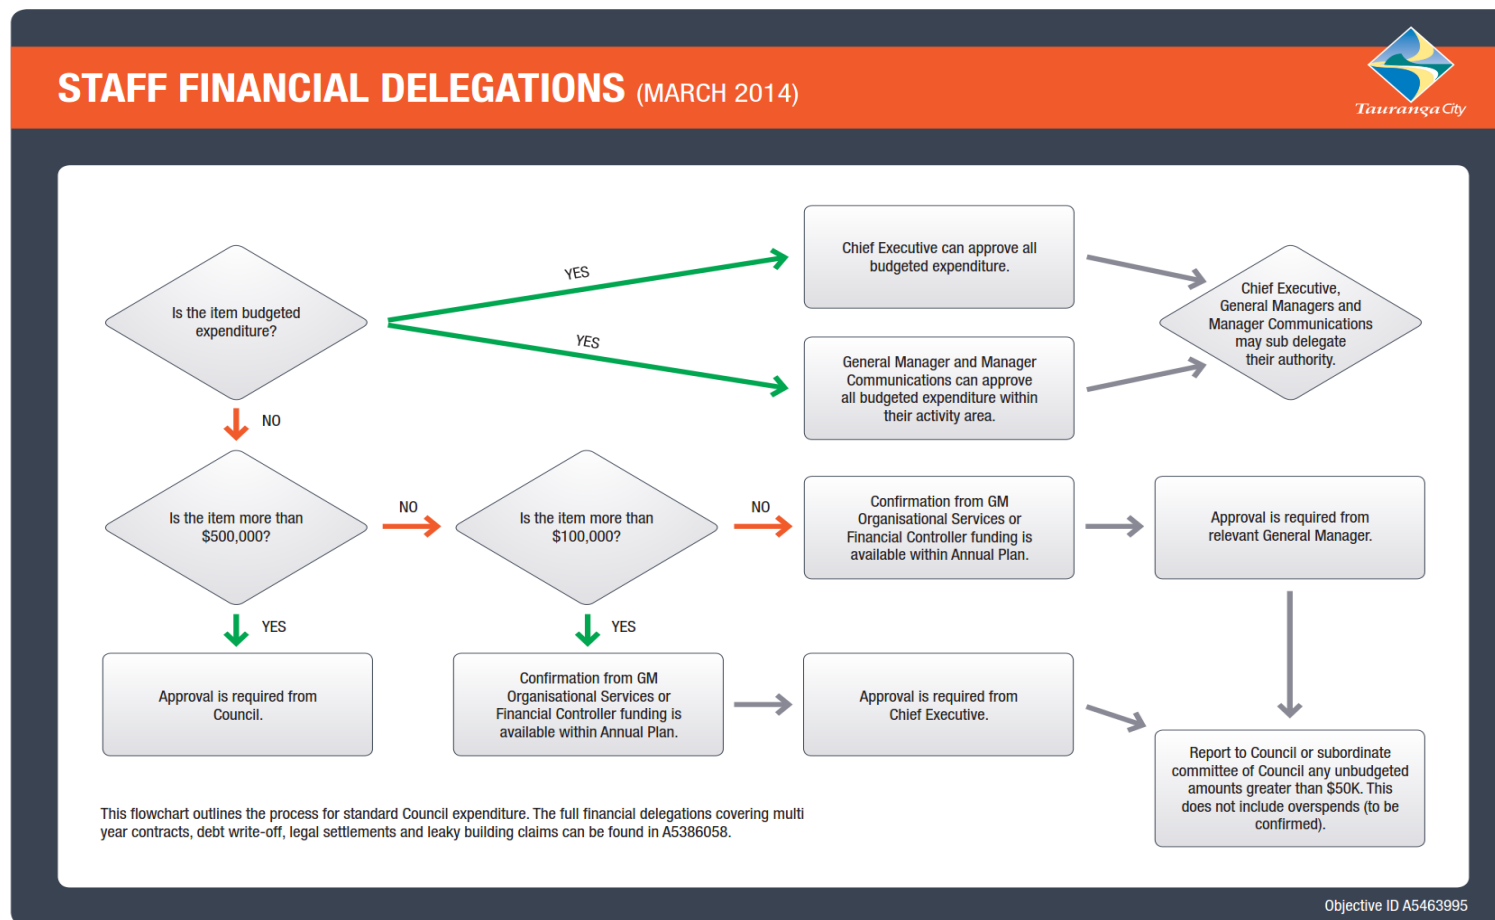 STAFF FINANCIAL DELEGATIONS (MARCH 2014)
Tauranga City
Is the item budgeted
expenditure?
YES
YES
Chief Executive can approve all
budgeted expenditure.
General Manager and Manager
Communications can approve
all budgeted expenditure within
their activity area.
Chief Executive,
General Managers and
Manager Communications
may sub delegate
their authority.
NO
Is the item more than
$500,000?
NO
Is the item more than
$100,000?
NO
Confirmation from GM
Organisational Services or
Financial Controller funding is
available within Annual Plan.
Approval is required from
relevant General Manager.
YES
Approval is required from
Council.
YES
Confirmation from GM
Organisational Services or
Financial Controller funding is
available within Annual Plan.
Approval is required from
Chief Executive.
Report to Council or subordinate
committee of Council any unbudgeted
amounts greater than $50K. This
does not include overspends (to be
confirmed).
This flowchart outlines the process for standard Council expenditure. The full financial delegations covering multi
year contracts, debt write-off, legal settlements and leaky building claims can be found in A5386058.
Objective ID A5463995